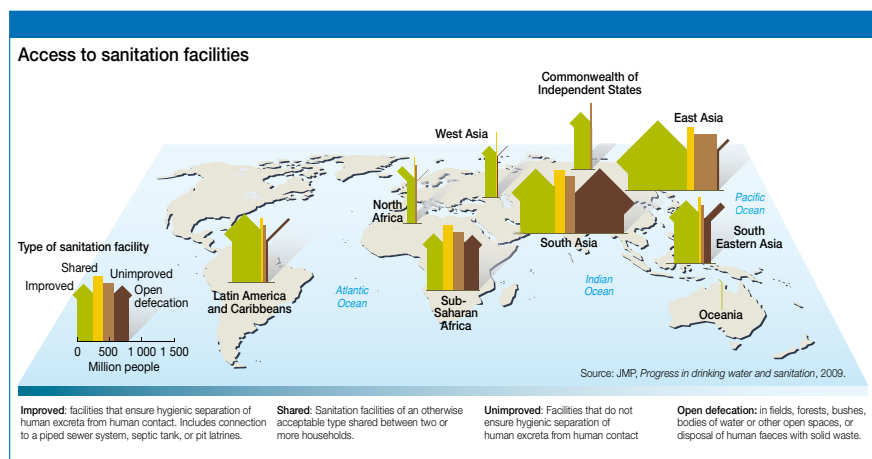 Access to sanitation facilities
Commonwealth of
Independent States
East Asia
West Asia
North
Africa
Pacific
Ocean
South Asia
South
Eastern Asia
Type of sanitation facility
Shared
Unimproved
Improved
Open
defecation
Latin America
and Caribbeans
Atlantic
Ocean
Sub-
Saharan
Africa
Indian
Ocean
Oceania
0 500 1 000 1 500
Million people
Source: JMP, Progress in drinking water and sanitation, 2009.
Improved: facilities that ensure hygienic separation of
human excreta from human contact. Includes connection
to a piped sewer system, septic tank, or pit latrines.
Shared: Sanitation facilities of an otherwise
acceptable type shared between two or
more households.
Unimproved: Facilities that do not
ensure hygienic separation of
human excreta from human contact
Open defecation: in fields, forests, bushes,
bodies of water or other open spaces, or
disposal of human faeces with solid waste.